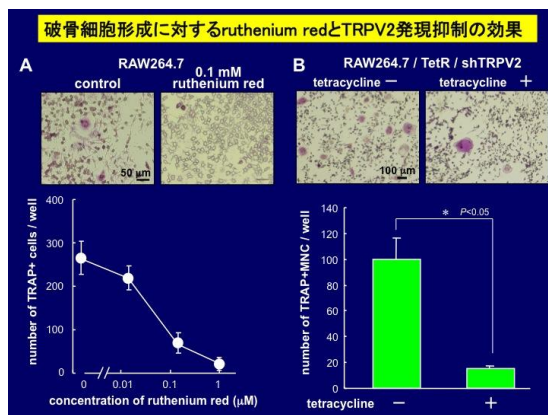 破骨細胞形成に対するruthenium redとTRPV2発現抑制の効果
A
RAW264.7
control
0.1 mM
ruthenium red
50 μm
number of TRAP+ cells / well
400
300
200
100
0
0
0.01
0.1
1
concentration of ruthenium red (μM)
B
RAW264.7 / TetR / shTRPV2
tetracycline −
tetracycline +
100 μm
number of TRAP+MNC / well
140
120
100
80
60
40
20
0
* P<0.05
tetracycline − +